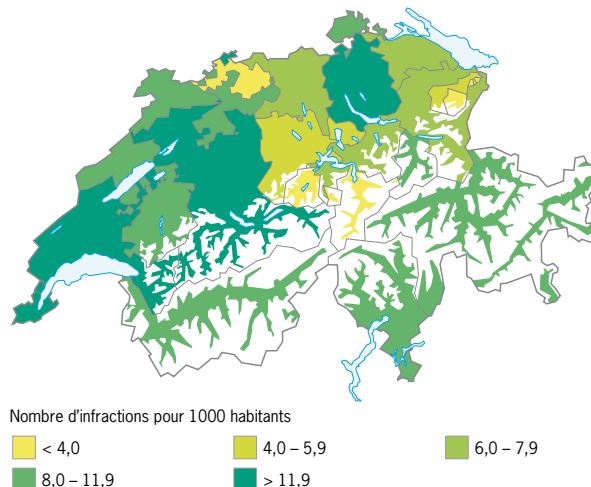 Nombre d'infractions pour 1000 habitants
< 4,0
4,0 – 5,9
6,0 – 7,9
8,0 – 11,9
> 11,9